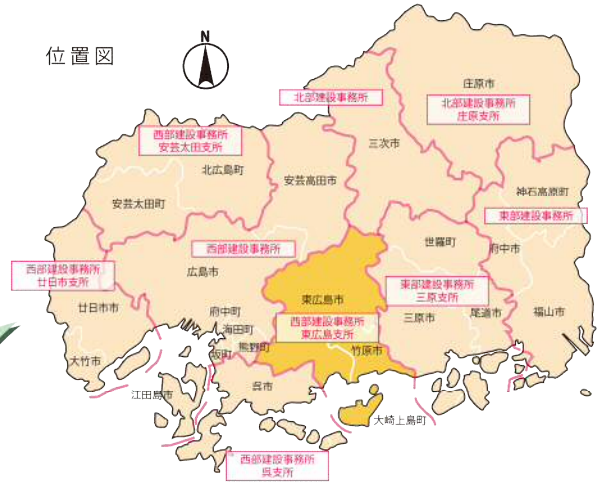 位置図
N
庄原市
北部建設事務所
北部建設事務所
庄原支所
西部建設事務所
安芸太田支所
三次市
北広島町
安芸高田市
神石高原町
安芸太田町
東部建設事務所
世羅町
府中市
西部建設事務所
西部建設事務所
廿日市支所
広島市
東部建設事務所
三原支所
東広島市
廿日市市
府中町
海田町
西部建設事務所
東広島支所
三原市
尾道市
福山市
坂町
熊野町
竹原市
大竹市
呉市
江田島市
大崎上島町
西部建設事務所
呉支所